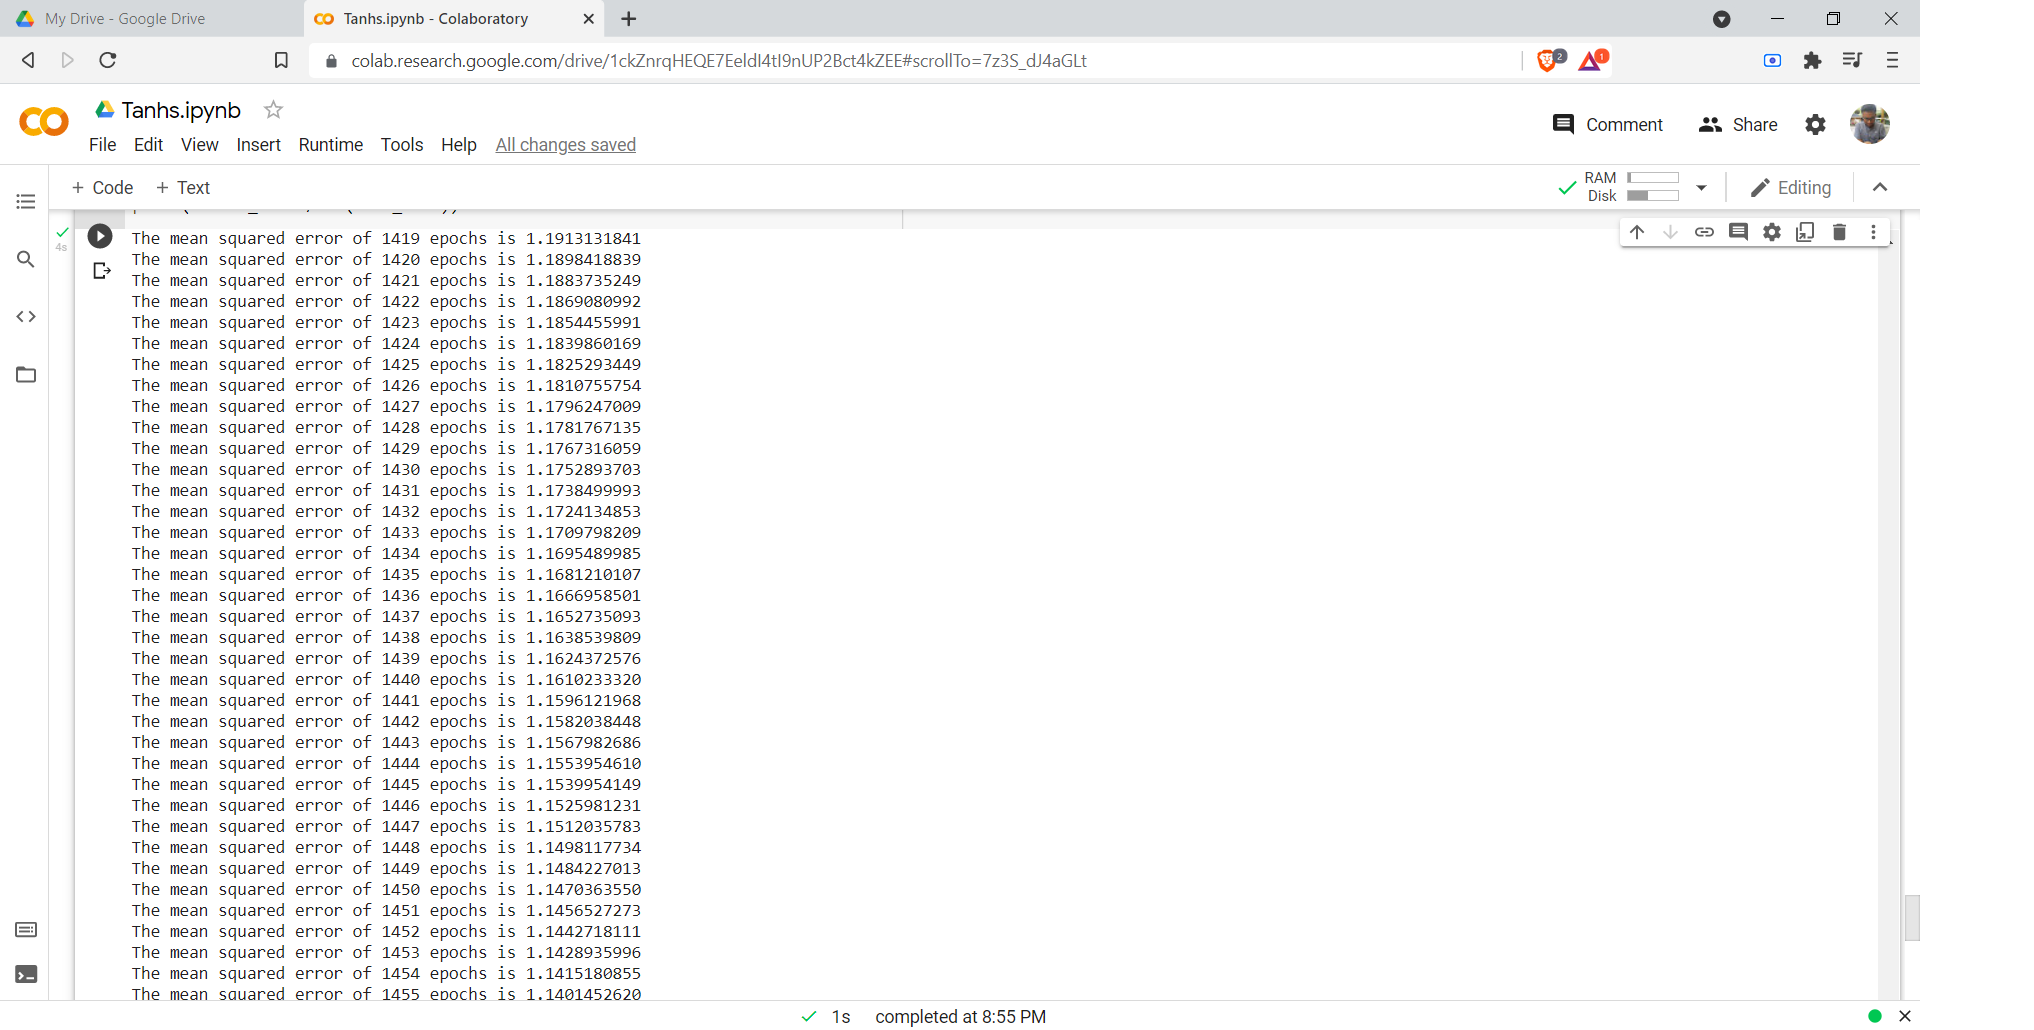 My Drive - Google Drive
Tanhs.ipynb - Colaboratory
colab.research.google.com/drive/1ckZnrqHEQE7EeldI4tI9nUP2Bct4kZEE#scrollTo=7z3S_dJ4aGLt
2
1
Tanhs.ipynb
Comment
Share
File Edit View Insert Runtime Tools Help All changes saved
+ Code + Text
RAM
Disk
Editing
4s
The mean squared error of 1419 epochs is 1.1913131841
The mean squared error of 1420 epochs is 1.1898418839
The mean squared error of 1421 epochs is 1.1883735249
The mean squared error of 1422 epochs is 1.1869080992
The mean squared error of 1423 epochs is 1.1854455991
The mean squared error of 1424 epochs is 1.1839860169
The mean squared error of 1425 epochs is 1.1825293449
The mean squared error of 1426 epochs is 1.1810755754
The mean squared error of 1427 epochs is 1.1796247009
The mean squared error of 1428 epochs is 1.1781767135
The mean squared error of 1429 epochs is 1.1767316059
The mean squared error of 1430 epochs is 1.1752893703
The mean squared error of 1431 epochs is 1.1738499993
The mean squared error of 1432 epochs is 1.1724134853
The mean squared error of 1433 epochs is 1.1709798209
The mean squared error of 1434 epochs is 1.1695489985
The mean squared error of 1435 epochs is 1.1681210107
The mean squared error of 1436 epochs is 1.1666958501
The mean squared error of 1437 epochs is 1.1652735093
The mean squared error of 1438 epochs is 1.1638539809
The mean squared error of 1439 epochs is 1.1624372576
The mean squared error of 1440 epochs is 1.1610233320
The mean squared error of 1441 epochs is 1.1596121968
The mean squared error of 1442 epochs is 1.1582038448
The mean squared error of 1443 epochs is 1.1567982686
The mean squared error of 1444 epochs is 1.1553954610
The mean squared error of 1445 epochs is 1.1539954149
The mean squared error of 1446 epochs is 1.1525981231
The mean squared error of 1447 epochs is 1.1512035783
The mean squared error of 1448 epochs is 1.1498117734
The mean squared error of 1449 epochs is 1.1484227013
The mean squared error of 1450 epochs is 1.1470363550
The mean squared error of 1451 epochs is 1.1456527273
The mean squared error of 1452 epochs is 1.1442718111
The mean squared error of 1453 epochs is 1.1428935996
The mean squared error of 1454 epochs is 1.1415180855
The mean squared error of 1455 epochs is 1.1401452620
1s completed at 8:55 PM